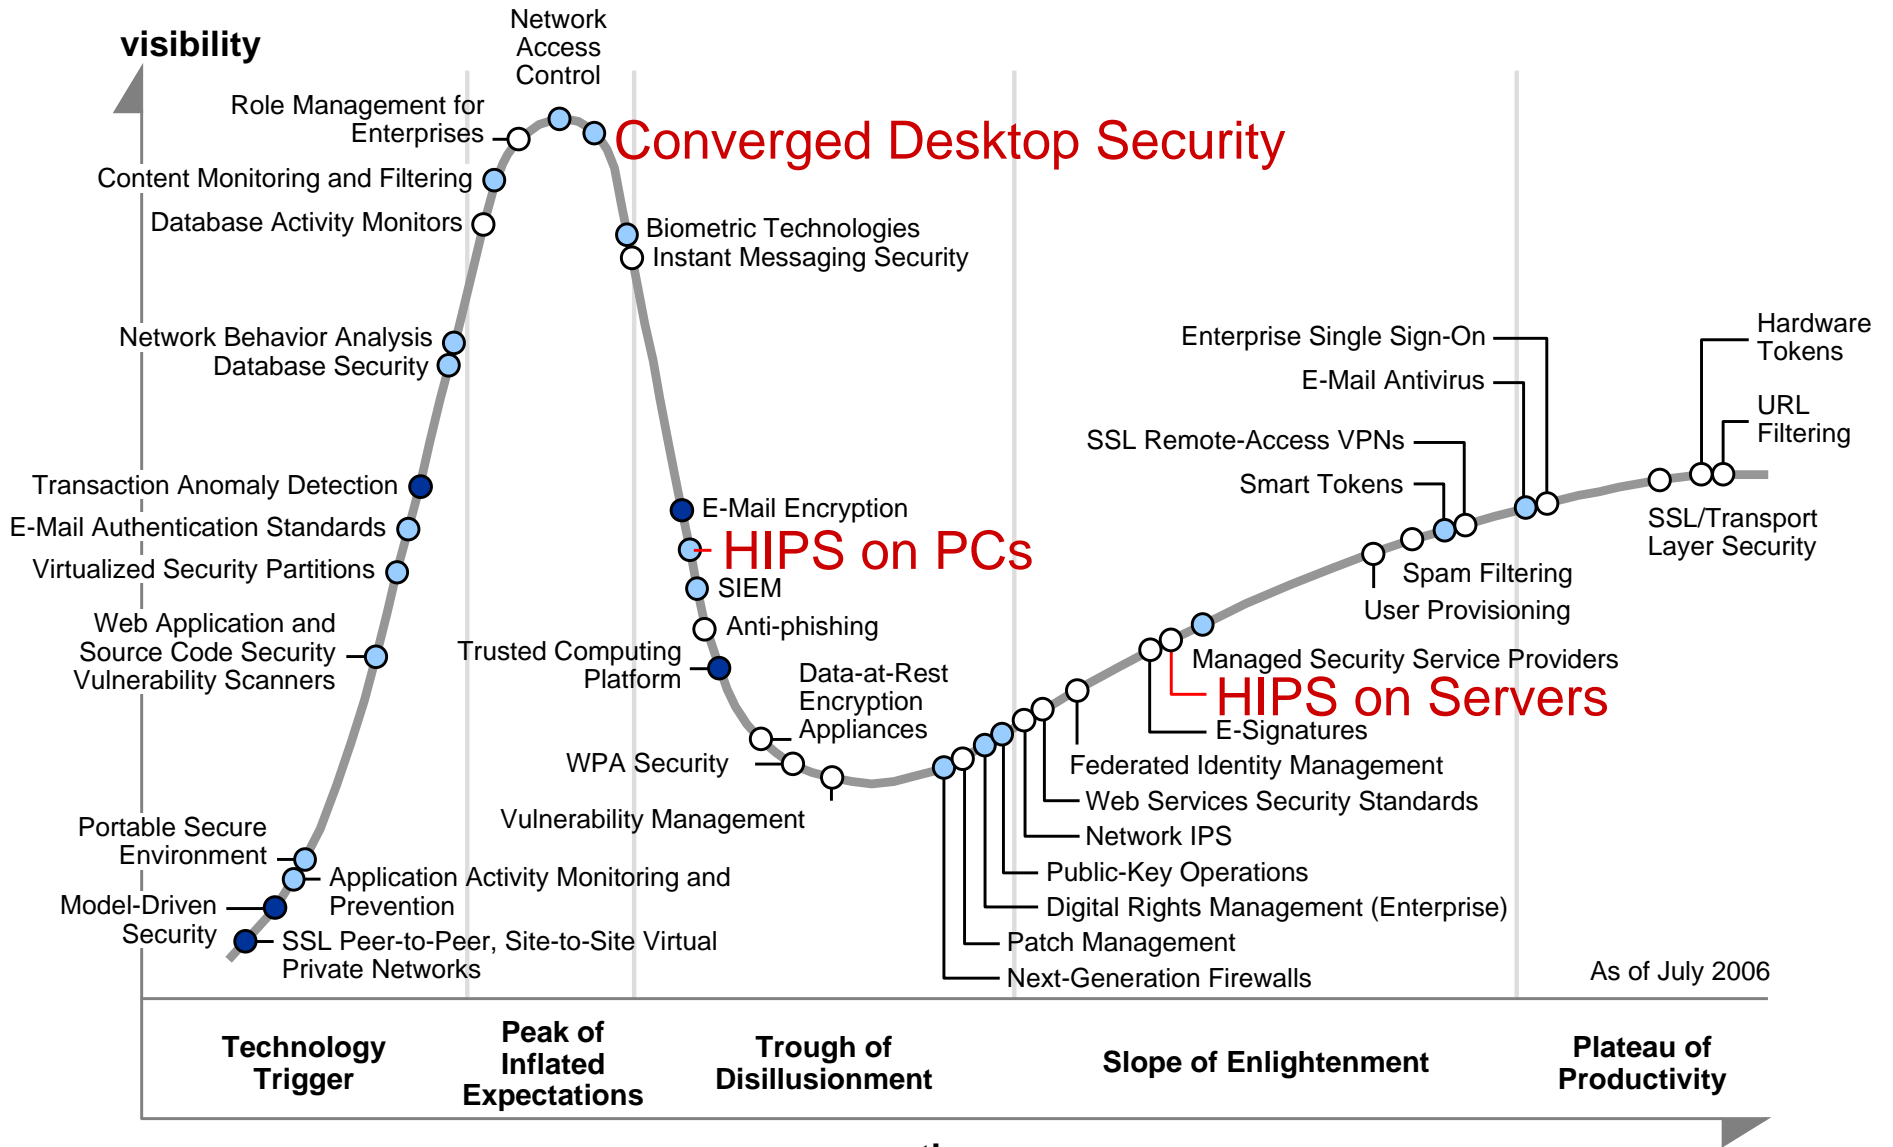 visibility
Network
Access
Control
Role Management for
Enterprises
Converged Desktop Security
Content Monitoring and Filtering
Database Activity Monitors
Biometric Technologies
Instant Messaging Security
Network Behavior Analysis
Database Security
Enterprise Single Sign-On
Hardware
Tokens
E-Mail Antivirus
URL
Filtering
SSL Remote-Access VPNs
Smart Tokens
Transaction Anomaly Detection
E-Mail Authentication Standards
Virtualized Security Partitions
E-Mail Encryption
HIPS on PCs
SIEM
SSL/Transport
Layer Security
Spam Filtering
User Provisioning
Web Application and
Source Code Security
Vulnerability Scanners
Anti-phishing
Trusted Computing
Platform
Data-at-Rest
Encryption
Appliances
Managed Security Service Providers
HIPS on Servers
E-Signatures
WPA Security
Vulnerability Management
Federated Identity Management
Web Services Security Standards
Network IPS
Public-Key Operations
Digital Rights Management (Enterprise)
Patch Management
Next-Generation Firewalls
Portable Secure
Environment
Application Activity Monitoring and
Prevention
Model-Driven
Security
SSL Peer-to-Peer, Site-to-Site Virtual
Private Networks
As of July 2006
Technology
Trigger
Peak of
Inflated
Expectations
Trough of
Disillusionment
Slope of Enlightenment
Plateau of
Productivity